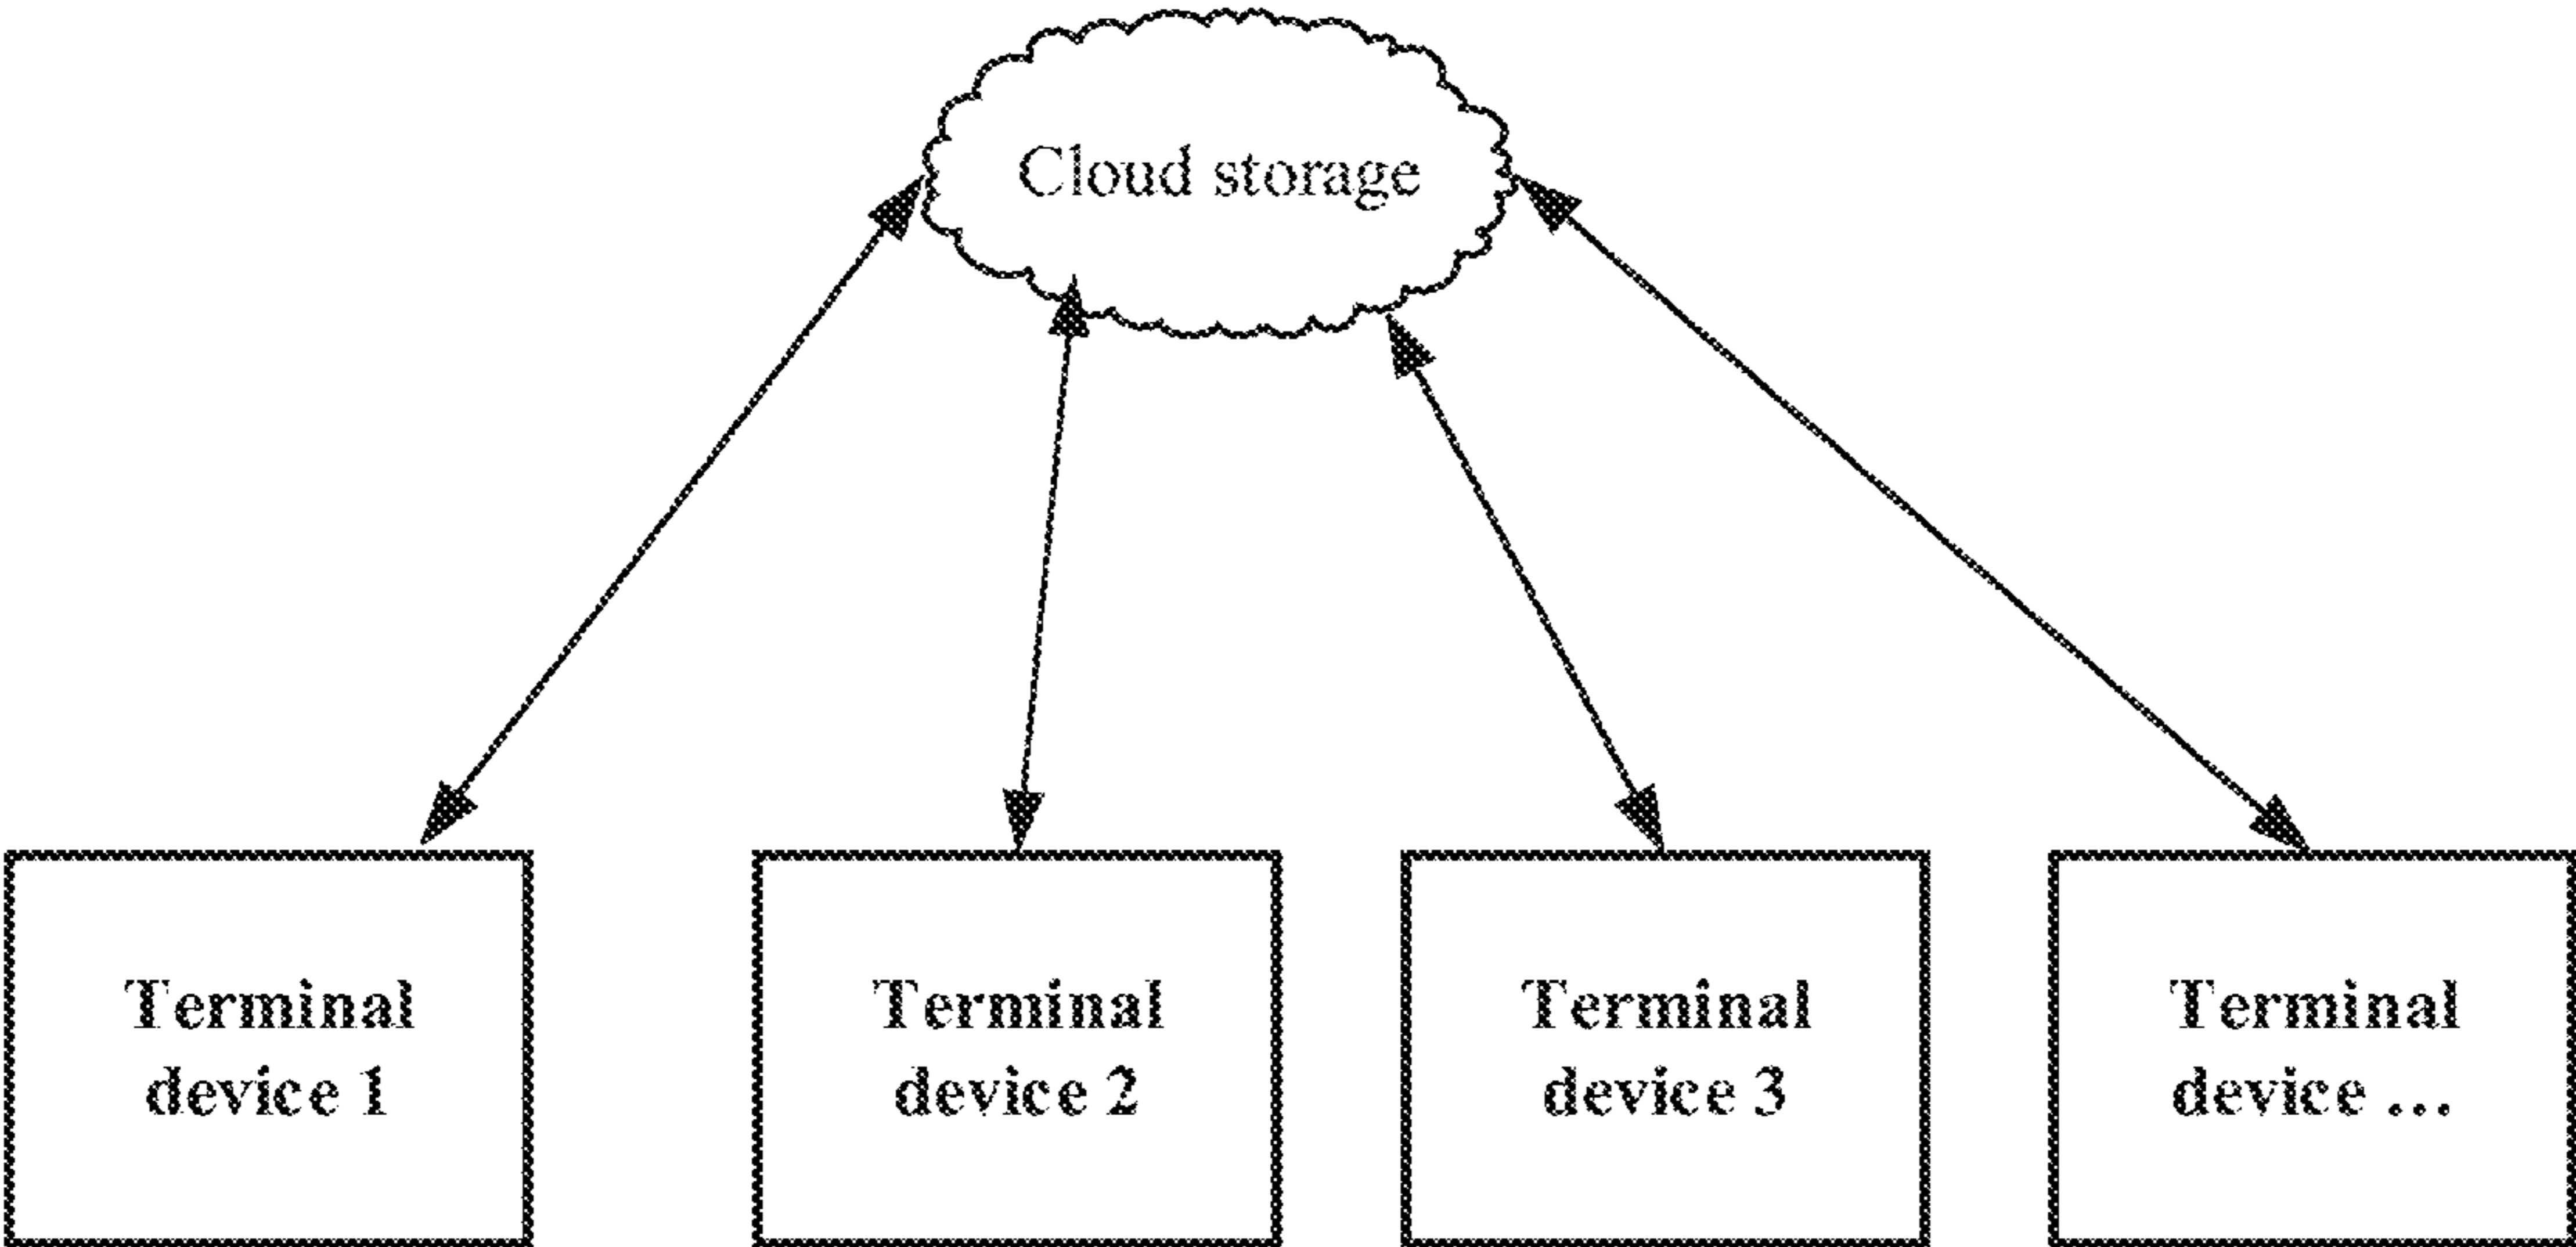 Cloud storage
Terminal
device 1
Terminal
device 2
Terminal
device 3
Terminal
device ...